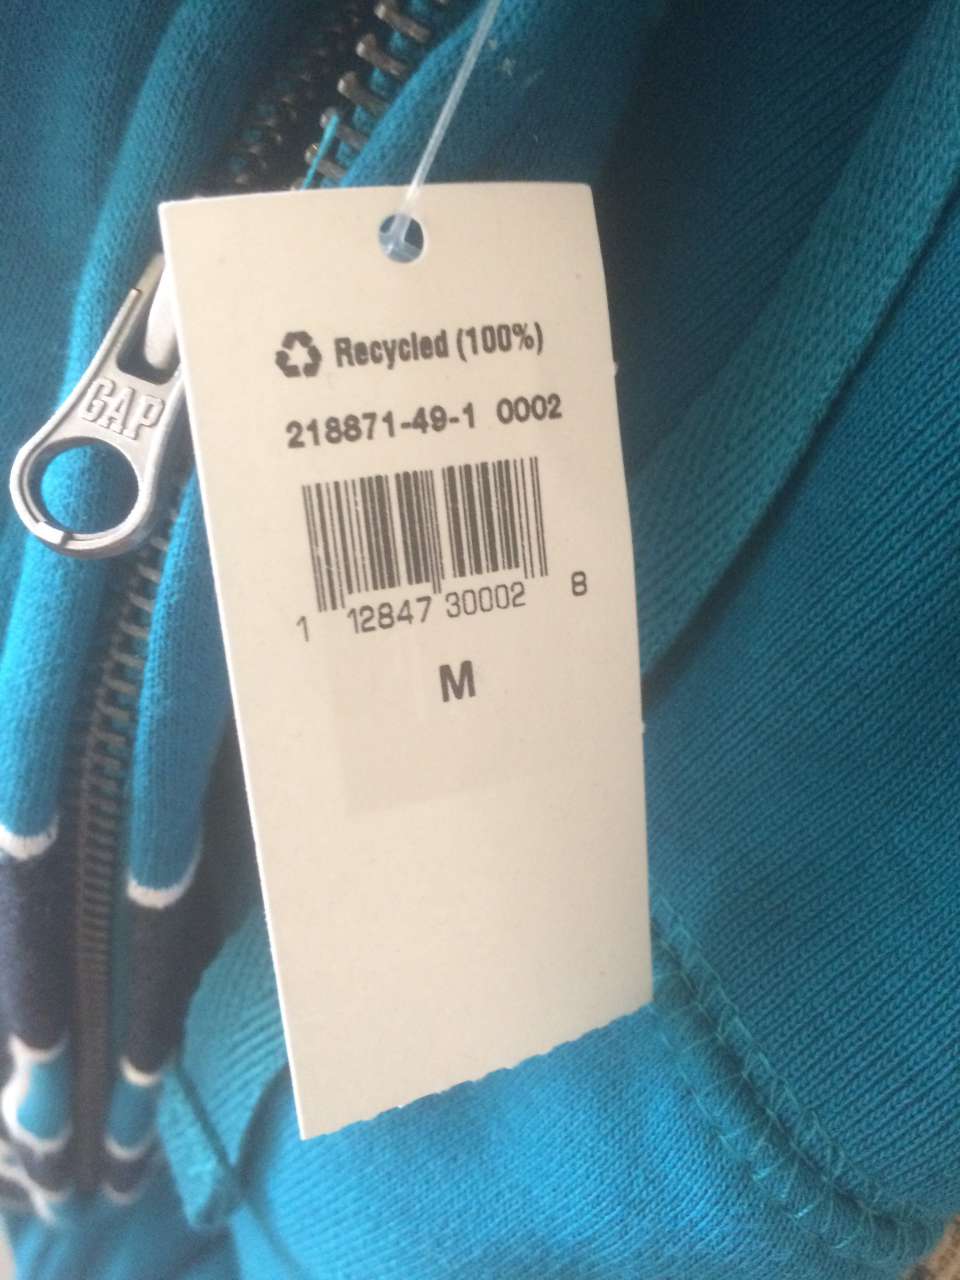 Recycled (100%)
GAP
218871-49-1 0002
1 12847 30002 8
M